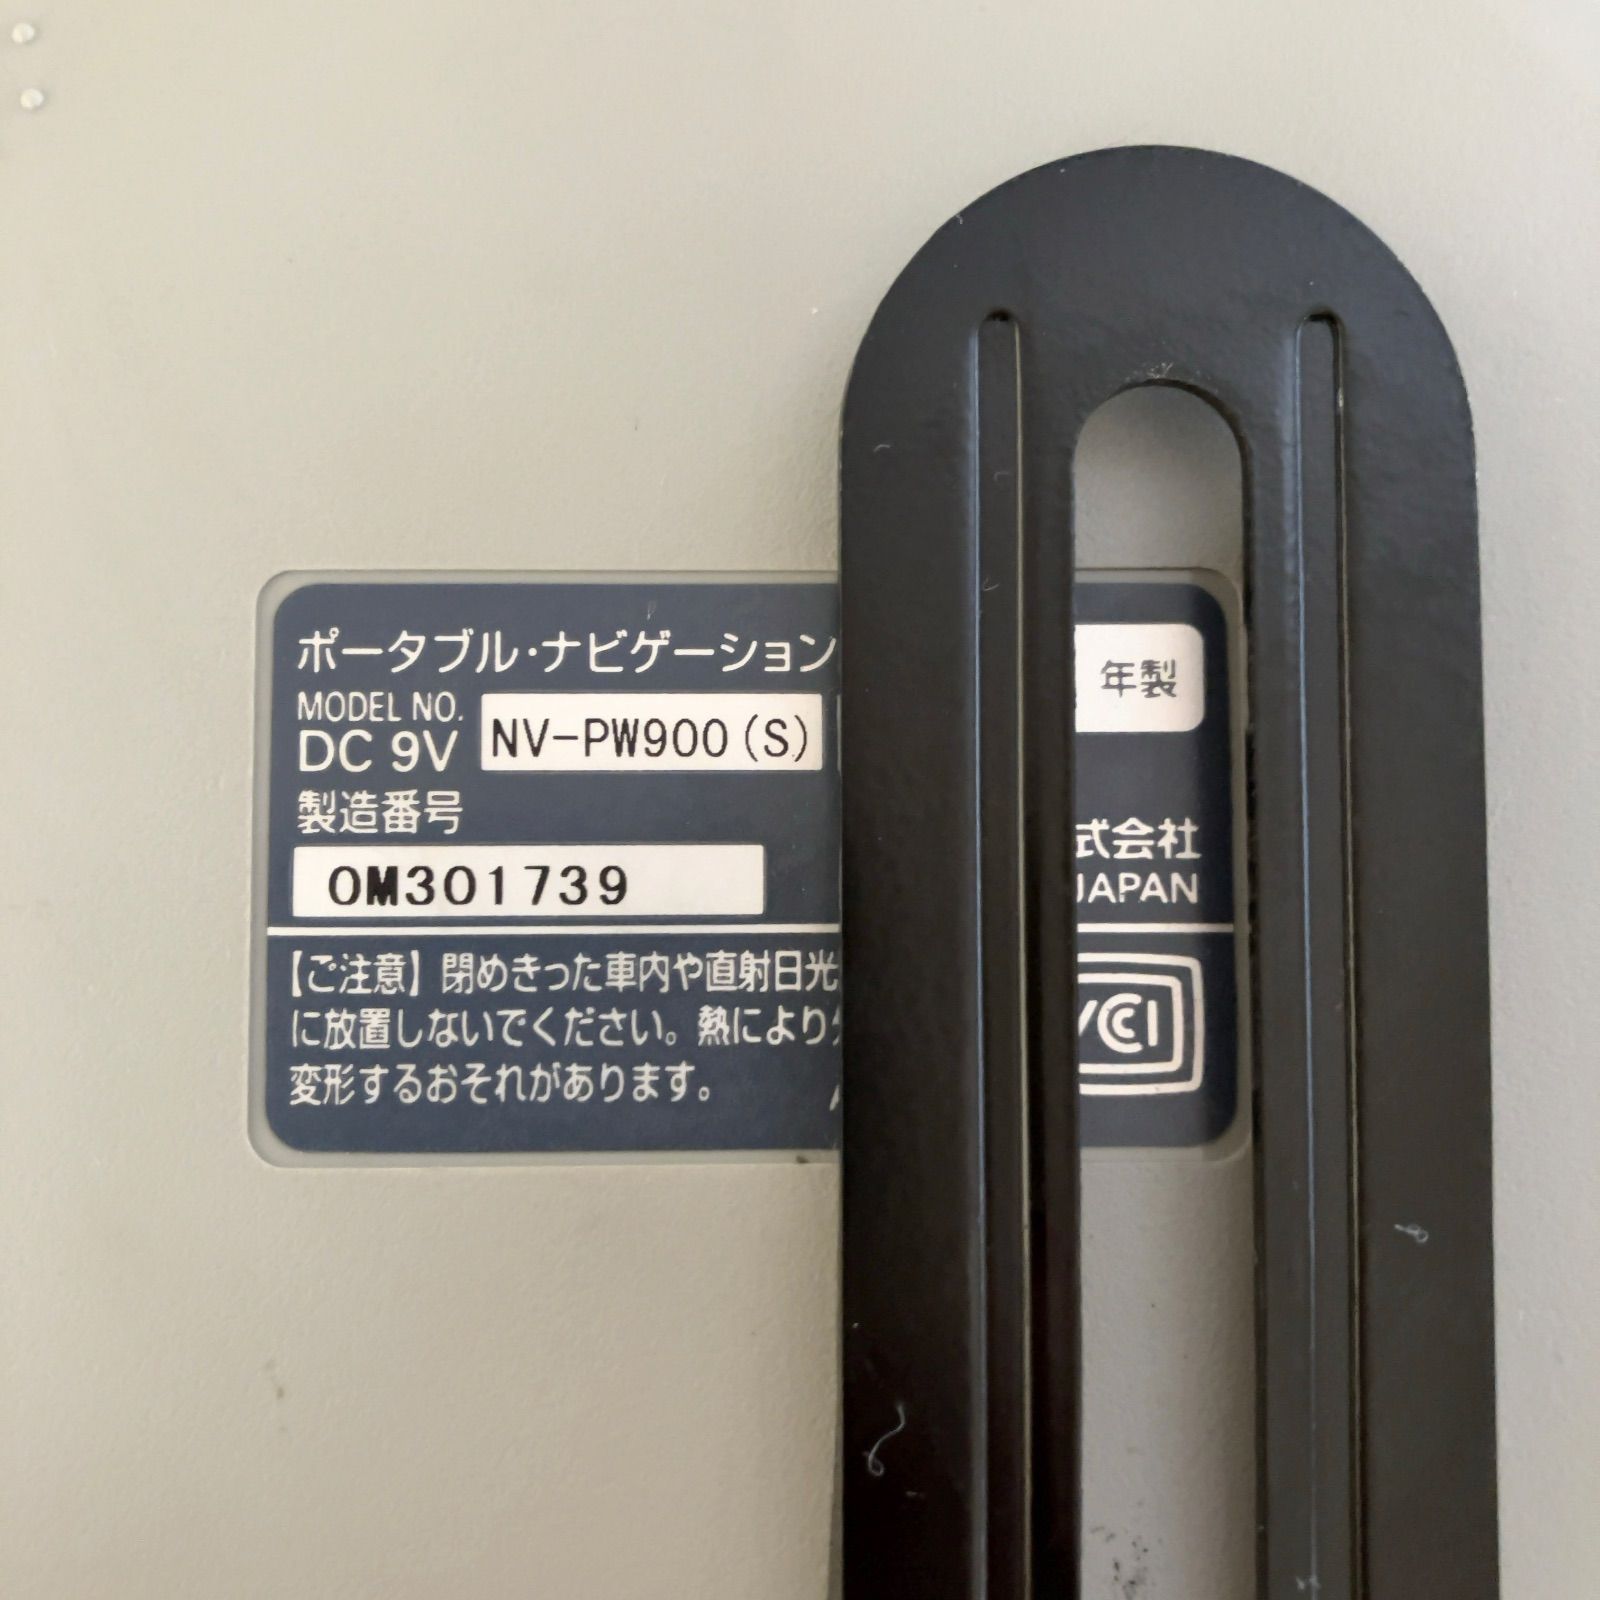 ポータブル・ナビゲーション
年製
MODEL NO.
DC 9V
NV-PW900(S)
製造番号
0M301739
式会社
JAPAN
【ご注意】閉めきった車内や直射日光
に放置しないでください。熱により
変形するおそれがあります。
VCCI